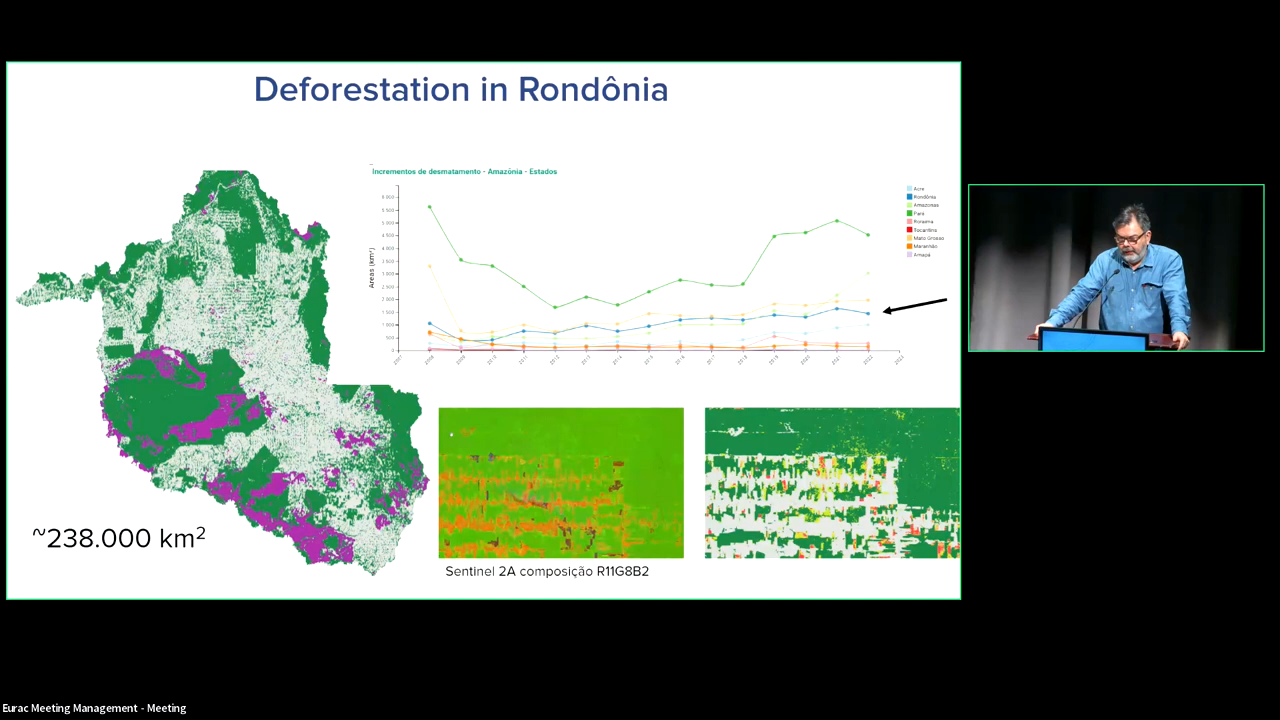 Deforestation in Rondônia
Incrementos de desmatamento - Amazônia - Estados
Areas (km²)
Acre
Rondônia
Amazonas
Pará
Roraima
Tocantins
Mato Grosso
Maranhão
Amapá
~238.000 km²
Sentinel 2A composição R11G8B2
Eurac Meeting Management - Meeting